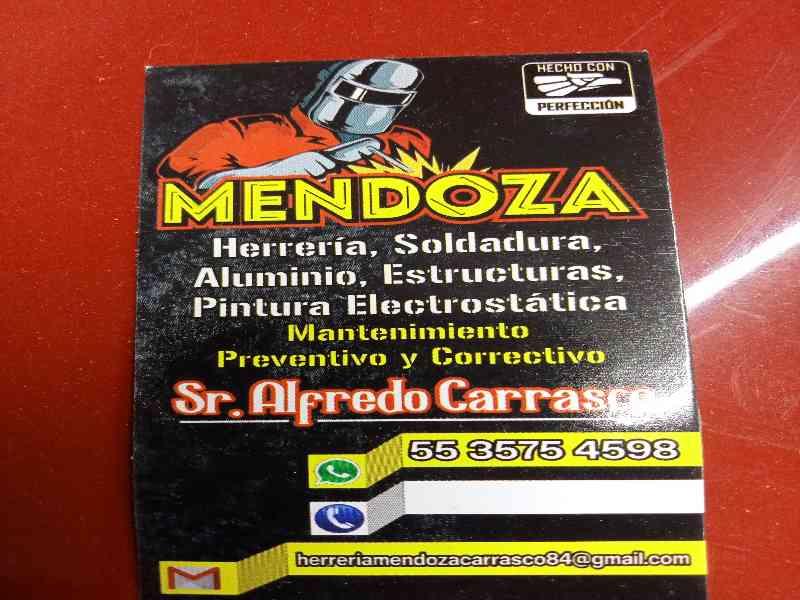 HECHO CON
PERFECCIÓN
MENDOZA
Herrería, Soldadura,
Aluminio, Estructuras,
Pintura Electrostática
Mantenimiento
Preventivo y Correctivo
Sr. Alfredo Carrasco
55 3575 4598
herreriamendozacarrasco84@gmail.com